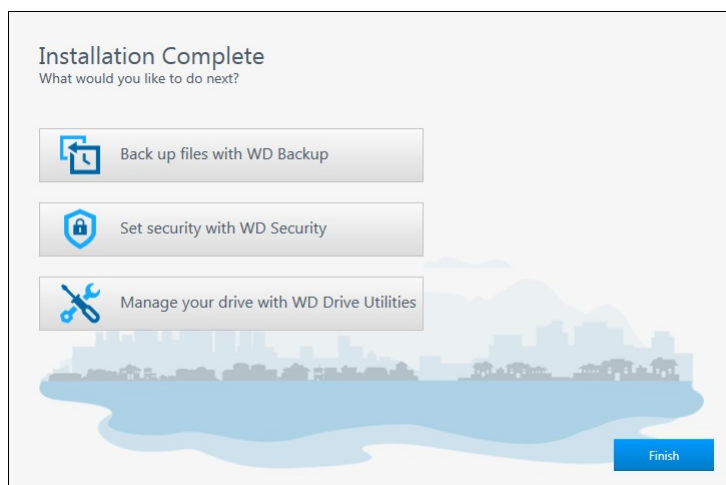 Installation Complete
What would you like to do next?
Back up files with WD Backup
Set security with WD Security
Manage your drive with WD Drive Utilities
Finish